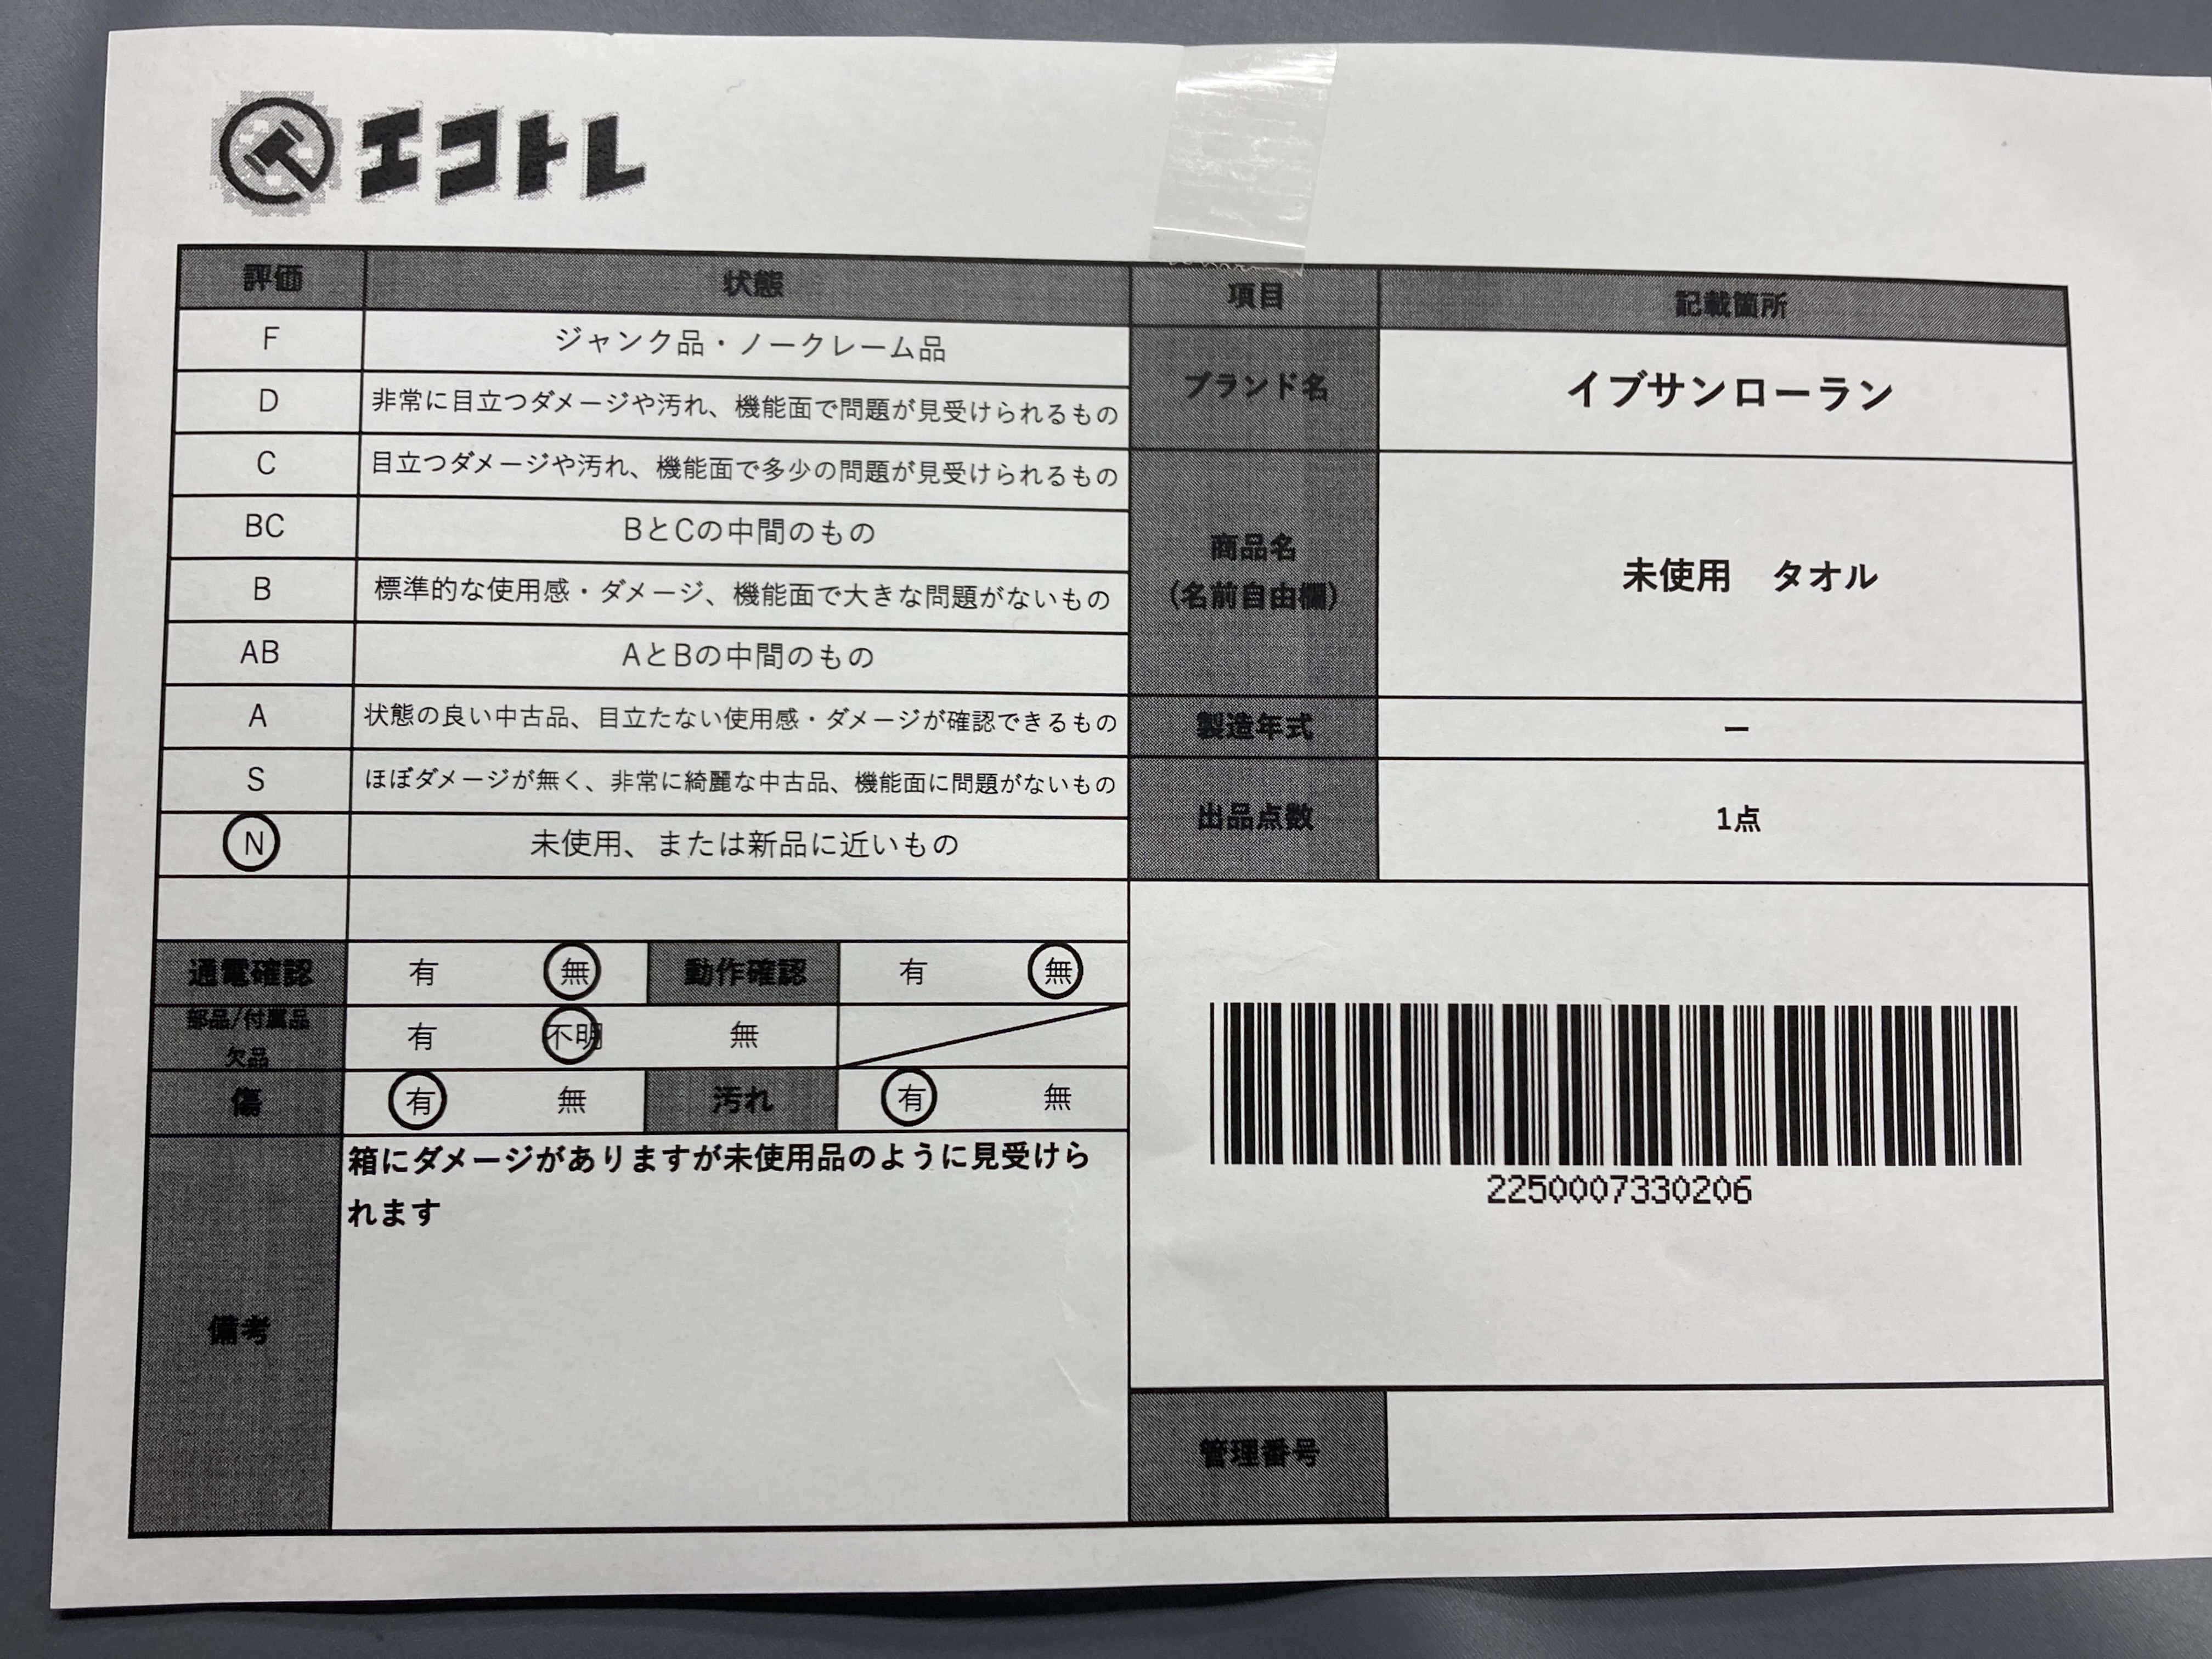 エコトレ
評価 状態
F ジャンク品・ノークレーム品
D 非常に目立つダメージや汚れ、機能面で問題が見受けられるもの
C 目立つダメージや汚れ、機能面で多少の問題が見受けられるもの
BC BとCの中間のもの
B 標準的な使用感・ダメージ、機能面で大きな問題がないもの
AB AとBの中間のもの
A 状態の良い中古品、目立たない使用感・ダメージが確認できるもの
S ほぼダメージが無く、非常に綺麗な中古品、機能面に問題がないもの
N 未使用、または新品に近いもの
通電確認 有 無 動作確認 有 無
部品/付属品
欠品
有 不明 無
傷 有 無 汚れ 有 無
備考
箱にダメージがありますが未使用品のように見受けら
れます
項目 記載箇所
ブランド名 イブサンローラン
商品名
(名前自由欄)
未使用 タオル
製造年式 ー
出品点数 1点
2250007330206
管理番号